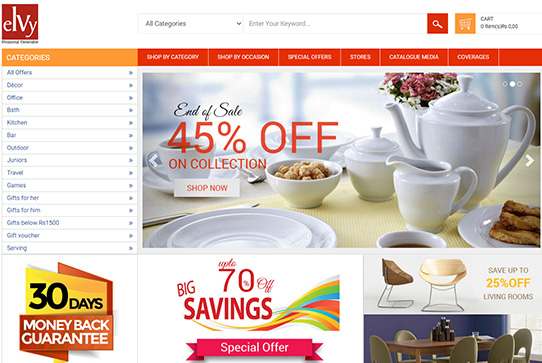 elvy
Shopping Generator
All Categories
Enter Your Keyword...
CART
0 item(s)Rs 0.00
CATEGORIES
SHOP BY CATEGORY
SHOP BY OCCASION
SPECIAL OFFERS
STORES
CATALOGUE MEDIA
COVERAGES
All Offers
Décor
Office
Bath
Kitchen
Bar
Outdoor
Juniors
Travel
Games
Gifts for her
Gifts for him
Gifts below Rs1500
Gift voucher
Serving
End of Sale
45% OFF
ON COLLECTION
SHOP NOW
30 DAYS
MONEY BACK
GUARANTEE
upto
70% Off
BIG
SAVINGS
Special Offer
SAVE UP TO
25%OFF
LIVING ROOMS